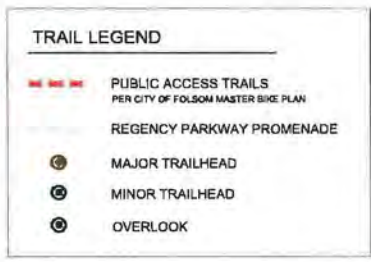 TRAIL LEGEND
PUBLIC ACCESS TRAILS
PER CITY OF FOLSOM MASTER BIKE PLAN
REGENCY PARKWAY PROMENADE
MAJOR TRAILHEAD
MINOR TRAILHEAD
OVERLOOK